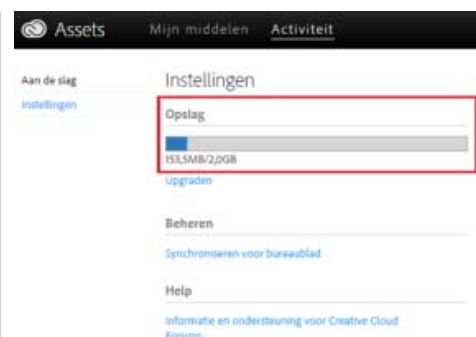 Assets
Mijn middelen Activiteit
Aan de slag
Instellingen
Instellingen
Opslag
153,5MB/2,0GB
Upgraden
Beheren
Synchroniseren voor bureaublad
Help
Informatie en ondersteuning voor Creative Cloud
Forums